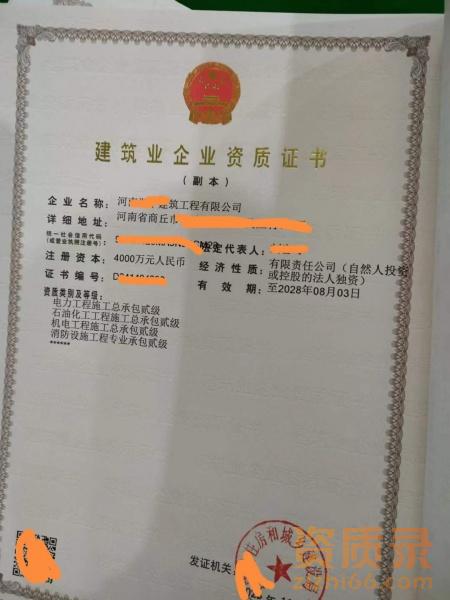 建筑业企业资质证书
（副本）
企业名称：河南 建筑工程有限公司
详细地址：河南省商丘市
统一社会信用代码
（或营业执照注册号）： 法定代表人：
注册资本：4000万元人民币 经济性质：有限责任公司（自然人投资
或控股的法人独资）
证书编号：D 有效期：至2028年08月03日
资质类别及等级：
电力工程施工总承包贰级
石油化工工程施工总承包贰级
机电工程施工总承包贰级
消防设施工程专业承包贰级
******
住房和城
发证机关：
资质录
zizhi66.com